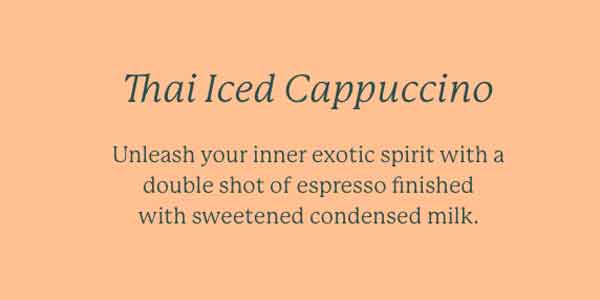 Thai Iced Cappuccino
Unleash your inner exotic spirit with a
double shot of espresso finished
with sweetened condensed milk.